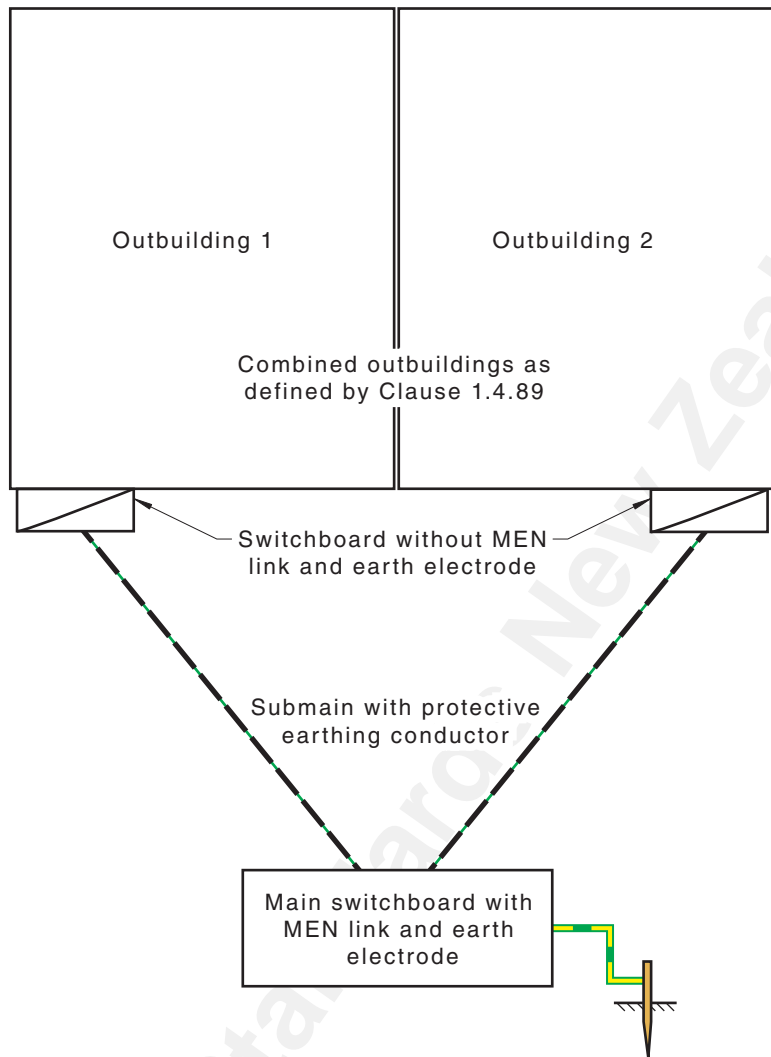 Outbuilding 1
Outbuilding 2
Combined outbuildings as
defined by Clause 1.4.89
Switchboard without MEN
link and earth electrode
Submain with protective
earthing conductor
Main switchboard with
MEN link and earth
electrode